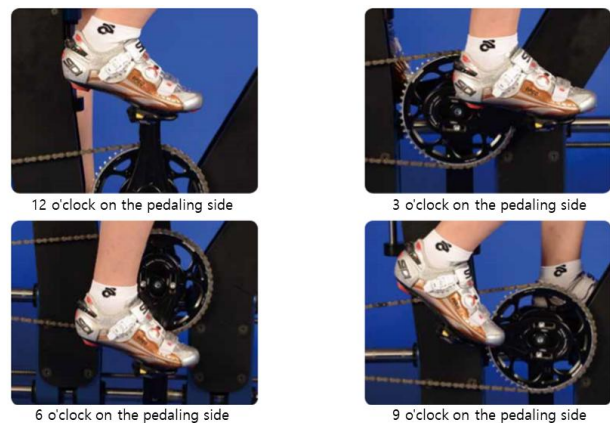 12 o'clock on the pedaling side
3 o'clock on the pedaling side
6 o'clock on the pedaling side
9 o'clock on the pedaling side